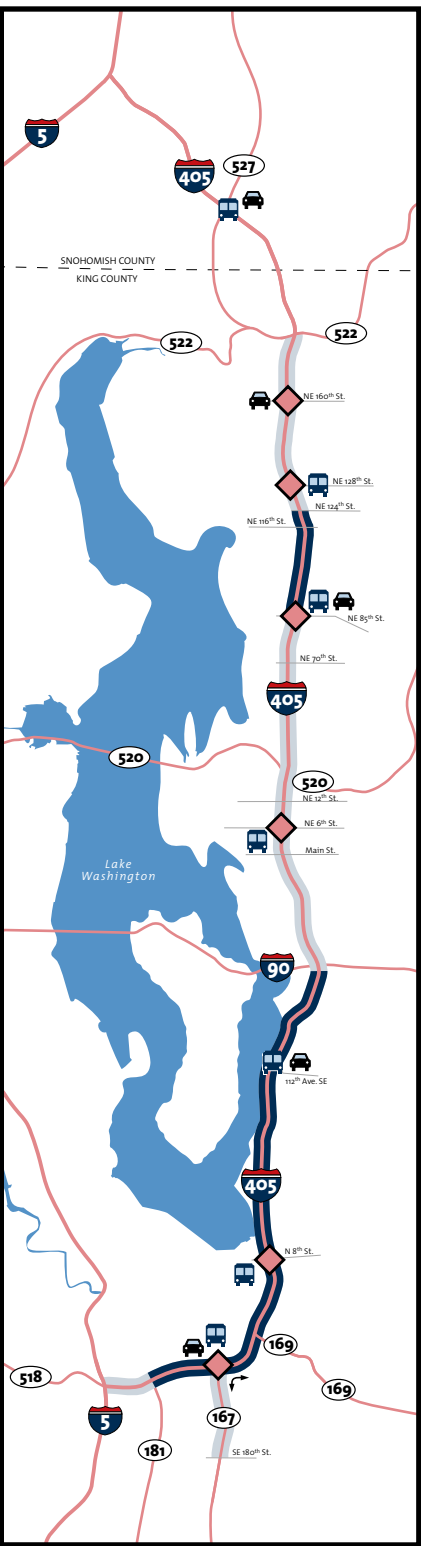 5
405
527
SNOHOMISH COUNTY
KING COUNTY
522
522
NE 160th St.
NE 128th St.
NE 124th St.
NE 116th St.
NE 85th St.
NE 70th St.
405
520
520
NE 12th St.
NE 6th St.
Main St.
Lake
Washington
90
112th Ave. SE
405
N 8th St.
169
518
169
167
5
181
SE 180th St.